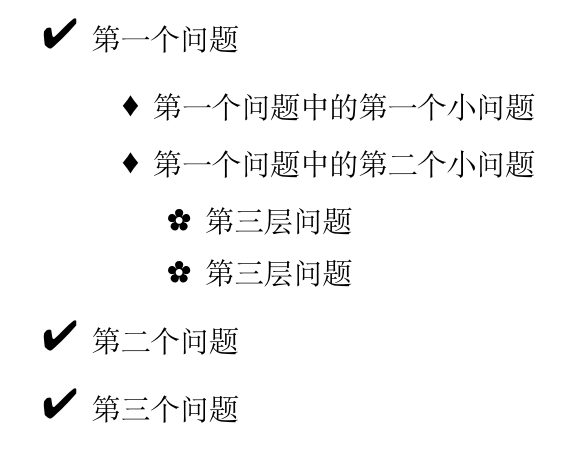 ✔ 第一个问题
♦ 第一个问题中的第一个小问题
♦ 第一个问题中的第二个小问题
✿ 第三层问题
✿ 第三层问题
✔ 第二个问题
✔ 第三个问题